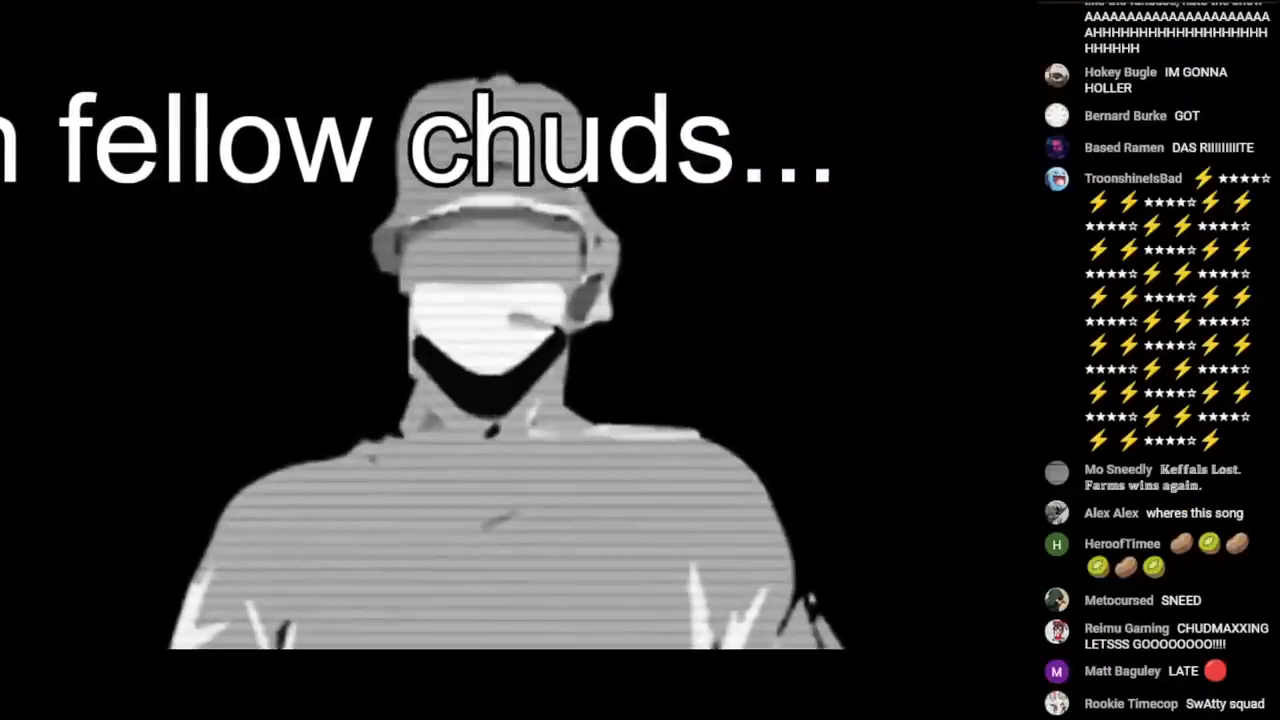 fellow chuds...
AAAAAAAAAAAAAAAAAAAAAA
AHHHHHHHHHHHHHHHHHHH
HHHHHH
Hokey Bugle IM GONNA
HOLLER
Bernard Burke GOT
Based Ramen DAS RIIIIIIIITE
TroonshineIsBad ⚡ ★★★★☆
⚡ ⚡ ★★★★☆ ⚡ ⚡
★★★★☆ ⚡ ⚡ ★★★★☆
⚡ ⚡ ★★★★☆ ⚡ ⚡
★★★★☆ ⚡ ⚡ ★★★★☆
⚡ ⚡ ★★★★☆ ⚡ ⚡
★★★★☆ ⚡ ⚡ ★★★★☆
⚡ ⚡ ★★★★☆ ⚡ ⚡
★★★★☆ ⚡ ⚡ ★★★★☆
⚡ ⚡ ★★★★☆ ⚡ ⚡
★★★★☆ ⚡ ⚡ ★★★★☆
⚡ ⚡ ★★★★☆ ⚡
Mo Sneedly 𝕂𝕖𝕗𝕗𝕒𝕝𝕤 𝕃𝕠𝕤𝕥.
𝔽𝕒𝕣𝕞𝕤 𝕨𝕚𝕟𝕤 𝕒𝕘𝕒𝕚𝕟.
Alex Alex wheres this song
H
HeroofTimee 🥔 🥝 🥔
🥝 🥔 🥝
Metocursed SNEED
Reimu Gaming CHUDMAXXING
LETSSS GOOOOOOOO!!!!
M
Matt Baguley LATE 🔴
Rookie Timecop SwAtty squad